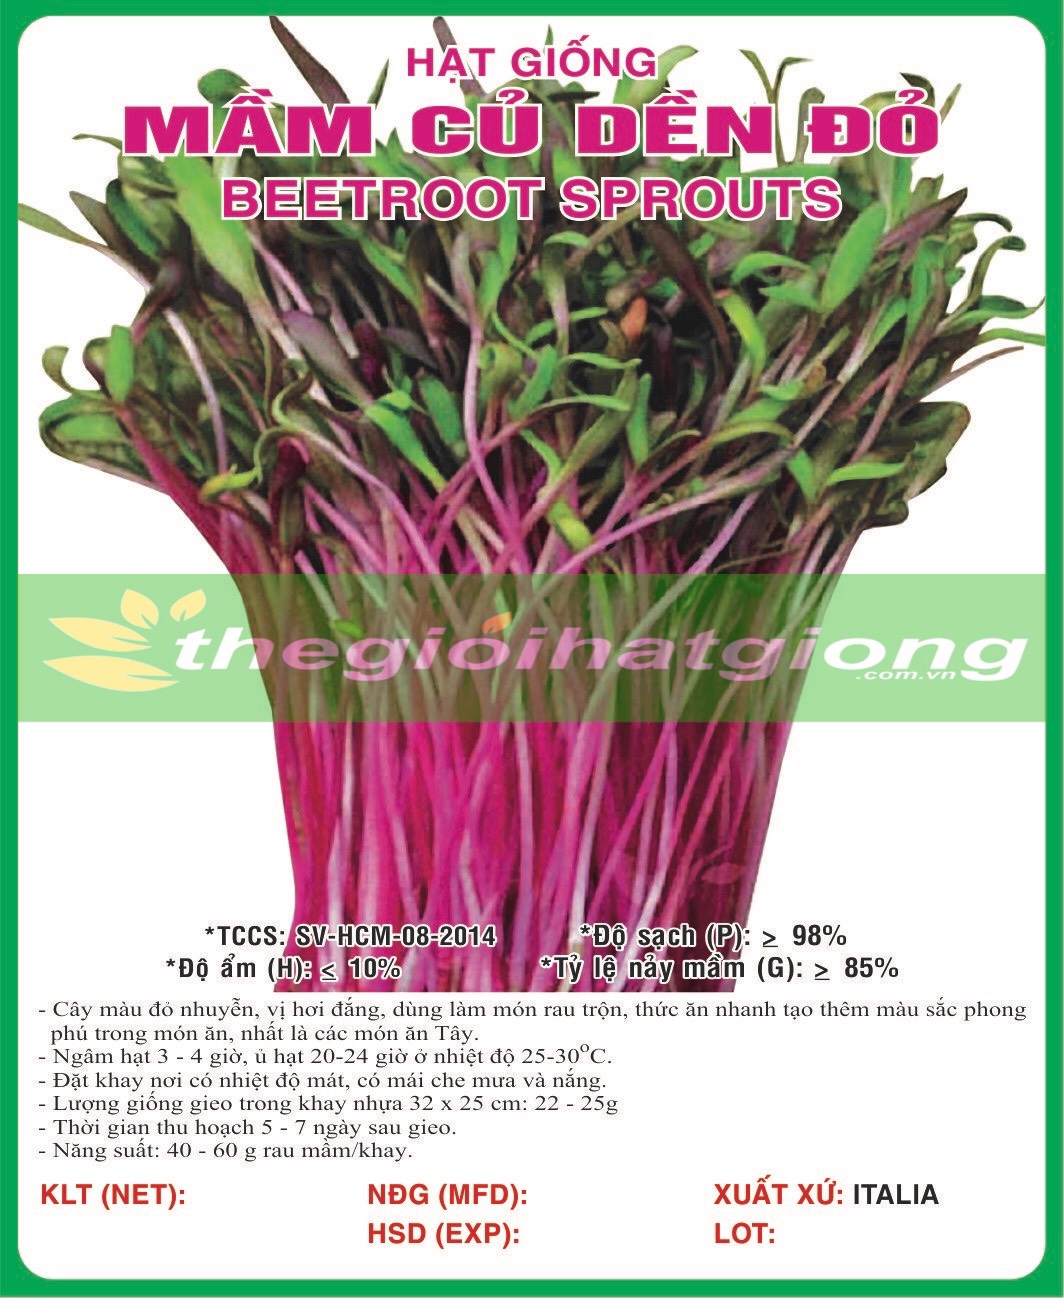 HẠT GIỐNG
MẦM CỦ DỀN ĐỎ
BEETROOT SPROUTS
thegioihatgiong
.com.vn
*TCCS: SV-HCM-08-2014 *Độ sạch (P): ≥ 98%
*Độ ẩm (H): ≤ 10% *Tỷ lệ nảy mầm (G): ≥ 85%
- Cây màu đỏ nhuyễn, vị hơi đắng, dùng làm món rau trộn, thức ăn nhanh tạo thêm màu sắc phong
phú trong món ăn, nhất là các món ăn Tây.
- Ngâm hạt 3 - 4 giờ, ủ hạt 20-24 giờ ở nhiệt độ 25-30°C.
- Đặt khay nơi có nhiệt độ mát, có mái che mưa và nắng.
- Lượng giống gieo trong khay nhựa 32 x 25 cm: 22 - 25g
- Thời gian thu hoạch 5 - 7 ngày sau gieo.
- Năng suất: 40 - 60 g rau mầm/khay.
KLT (NET): NĐG (MFD): XUẤT XỨ: ITALIA
HSD (EXP): LOT: